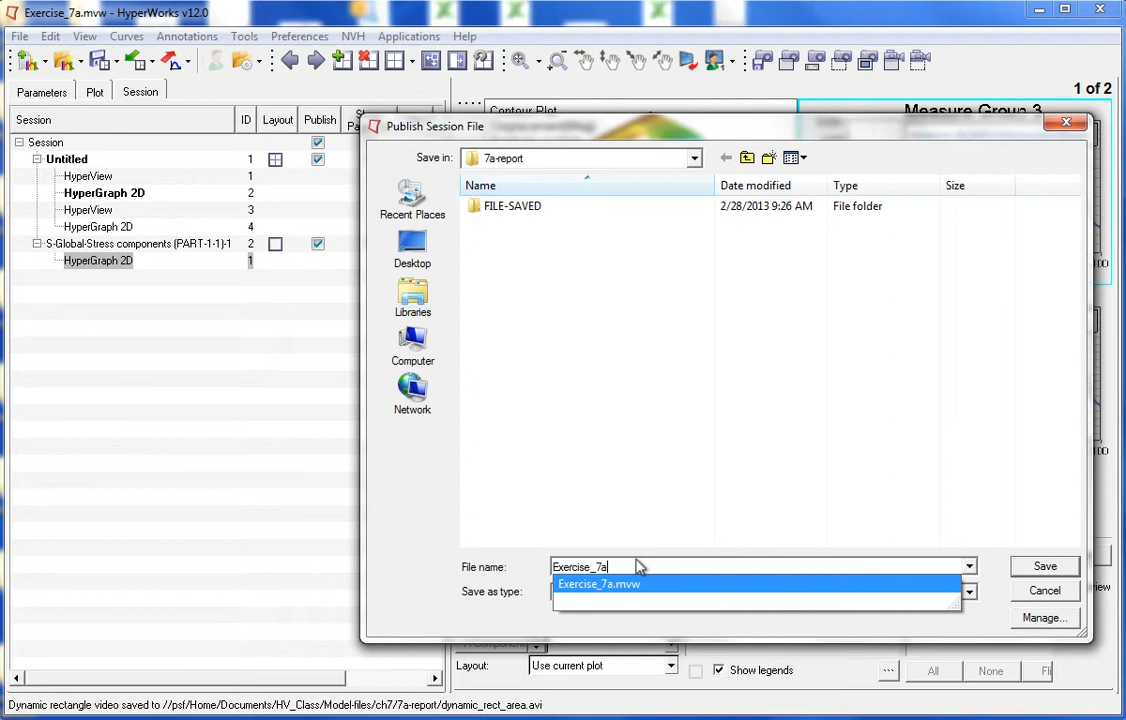 Exercise_7a.mvw - HyperWorks v12.0
File Edit View Curves Annotations Tools Preferences NVH Applications Help
Parameters Plot Session
1 of 2
Session ID Layout Publish
Session
Untitled 1
HyperView 1
HyperGraph 2D 2
HyperView 3
HyperGraph 2D 4
S-Global-Stress components (PART-1-1)-1 2
HyperGraph 2D 1
Contour Plot
Measure Group 3
Publish Session File
Save in: 7a-report
Name Date modified Type Size
FILE-SAVED 2/28/2013 9:26 AM File folder
Recent Places
Desktop
Libraries
Computer
Network
File name: Exercise_7a Save
Exercise_7a.mvw
Save as type: Cancel
Manage...
Layout: Use current plot Show legends ... All None Fl
Dynamic rectangle video saved to //psf/Home/Documents/HV_Class/Model-files/ch7/7a-report/dynamic_rect_area.avi